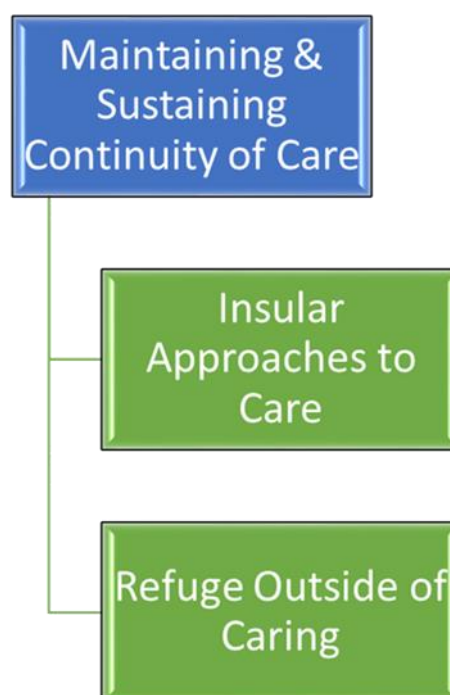 Maintaining &
Sustaining
Continuity of Care
Insular
Approaches to
Care
Refuge Outside of
Caring